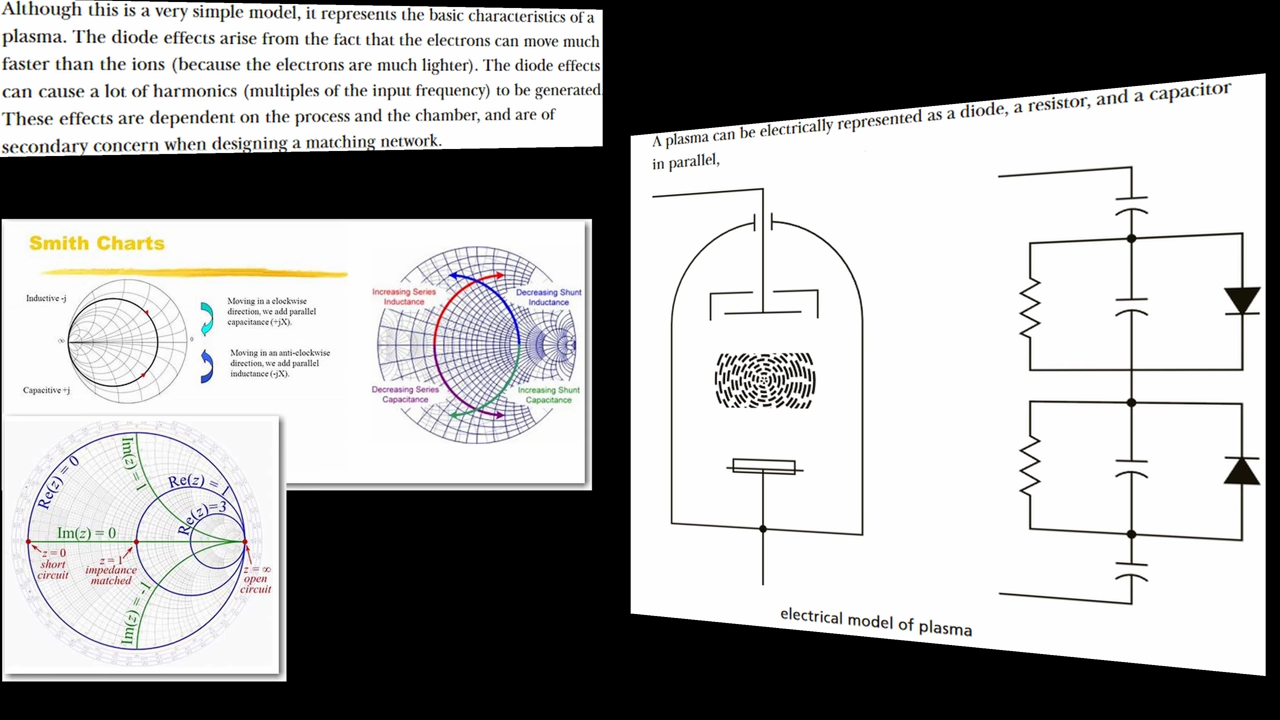 Although this is a very simple model, it represents the basic characteristics of a
plasma. The diode effects arise from the fact that the electrons can move much
faster than the ions (because the electrons are much lighter). The diode effects
can cause a lot of harmonics (multiples of the input frequency) to be generated
These effects are dependent on the process and the chamber, and are of
secondary concern when designing a matching network.
A plasma can be electrically represented as a diode, a resistor, and a capacitor
in parallel,
electrical model of plasma
Smith Charts
Inductive -j
∞
0
Capacitive +j
Moving in a clockwise
direction, we add parallel
capacitance (+jX).
Moving in an anti-clockwise
direction, we add parallel
inductance (-jX).
Increasing Series
Inductance
Decreasing Shunt
Inductance
Decreasing Series
Capacitance
Increasing Shunt
Capacitance
Re(z) = 0
Im(z) = 1
Re(z) = 1
Re(z)=3
Im(z) = 0
z = 0
short
circuit
z = 1
impedance
matched
z = ∞
open
circuit
Im(z) = -1